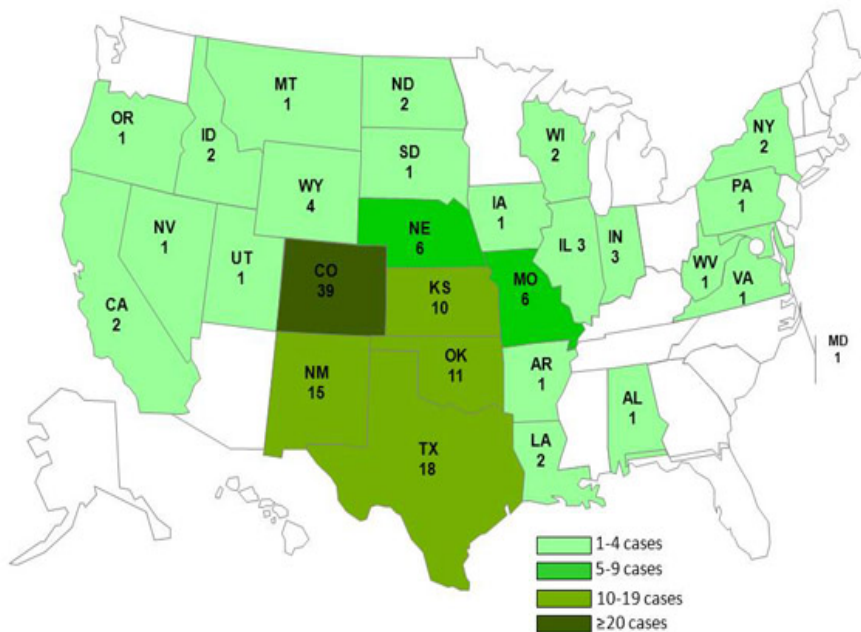 MT
1
ND
2
OR
1
ID
2
WI
2
NY
2
SD
1
WY
4
PA
1
IA
1
NE
6
NV
1
UT
1
IL 3
IN
3
WV
1
VA
1
CO
39
KS
10
MO
6
CA
2
MD
1
NM
15
OK
11
AR
1
AL
1
TX
18
LA
2
1-4 cases
5-9 cases
10-19 cases
≥20 cases